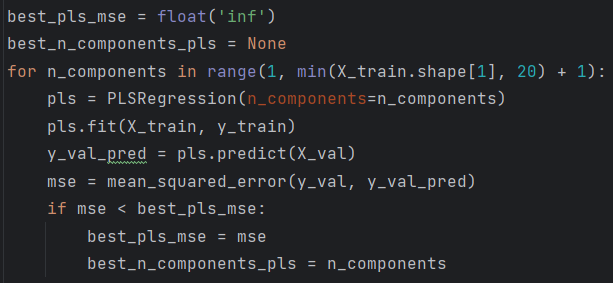 best_pls_mse = float('inf')
best_n_components_pls = None
for n_components in range(1, min(X_train.shape[1], 20) + 1):
    pls = PLSRegression(n_components=n_components)
    pls.fit(X_train, y_train)
    y_val_pred = pls.predict(X_val)
    mse = mean_squared_error(y_val, y_val_pred)
    if mse < best_pls_mse:
        best_pls_mse = mse
        best_n_components_pls = n_components